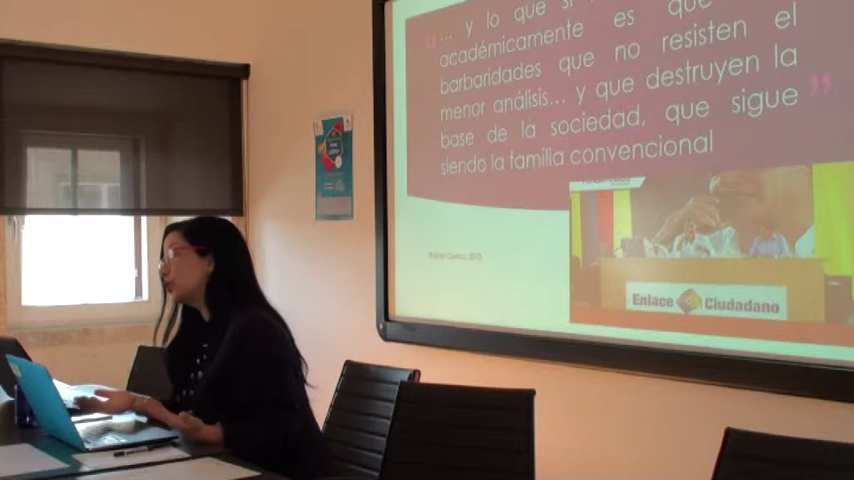 “... y lo que si
académicamente es que
barbaridades que no resisten el
menor análisis... y que destruyen la
base de la sociedad, que sigue ”
siendo la familia convencional
Enlace Ciudadano